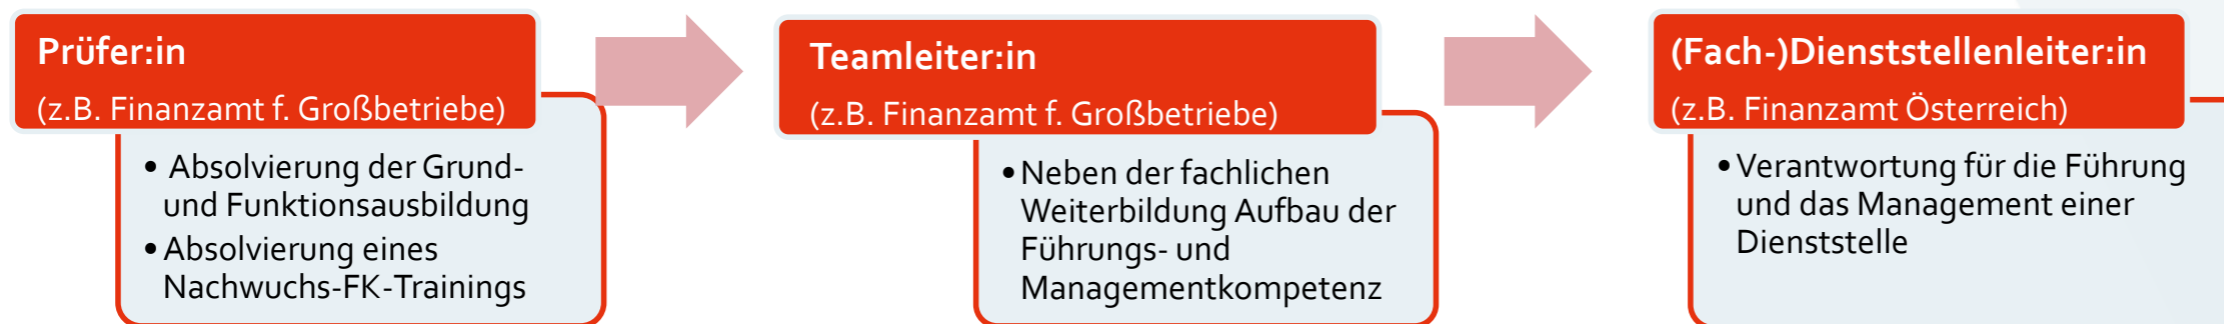 Prüfer:in
(z.B. Finanzamt f. Großbetriebe)
• Absolvierung der Grund-
und Funktionsausbildung
• Absolvierung eines
Nachwuchs-FK-Trainings
Teamleiter:in
(z.B. Finanzamt f. Großbetriebe)
• Neben der fachlichen
Weiterbildung Aufbau der
Führungs- und
Managementkompetenz
(Fach-)Dienststellenleiter:in
(z.B. Finanzamt Österreich)
• Verantwortung für die Führung
und das Management einer
Dienststelle